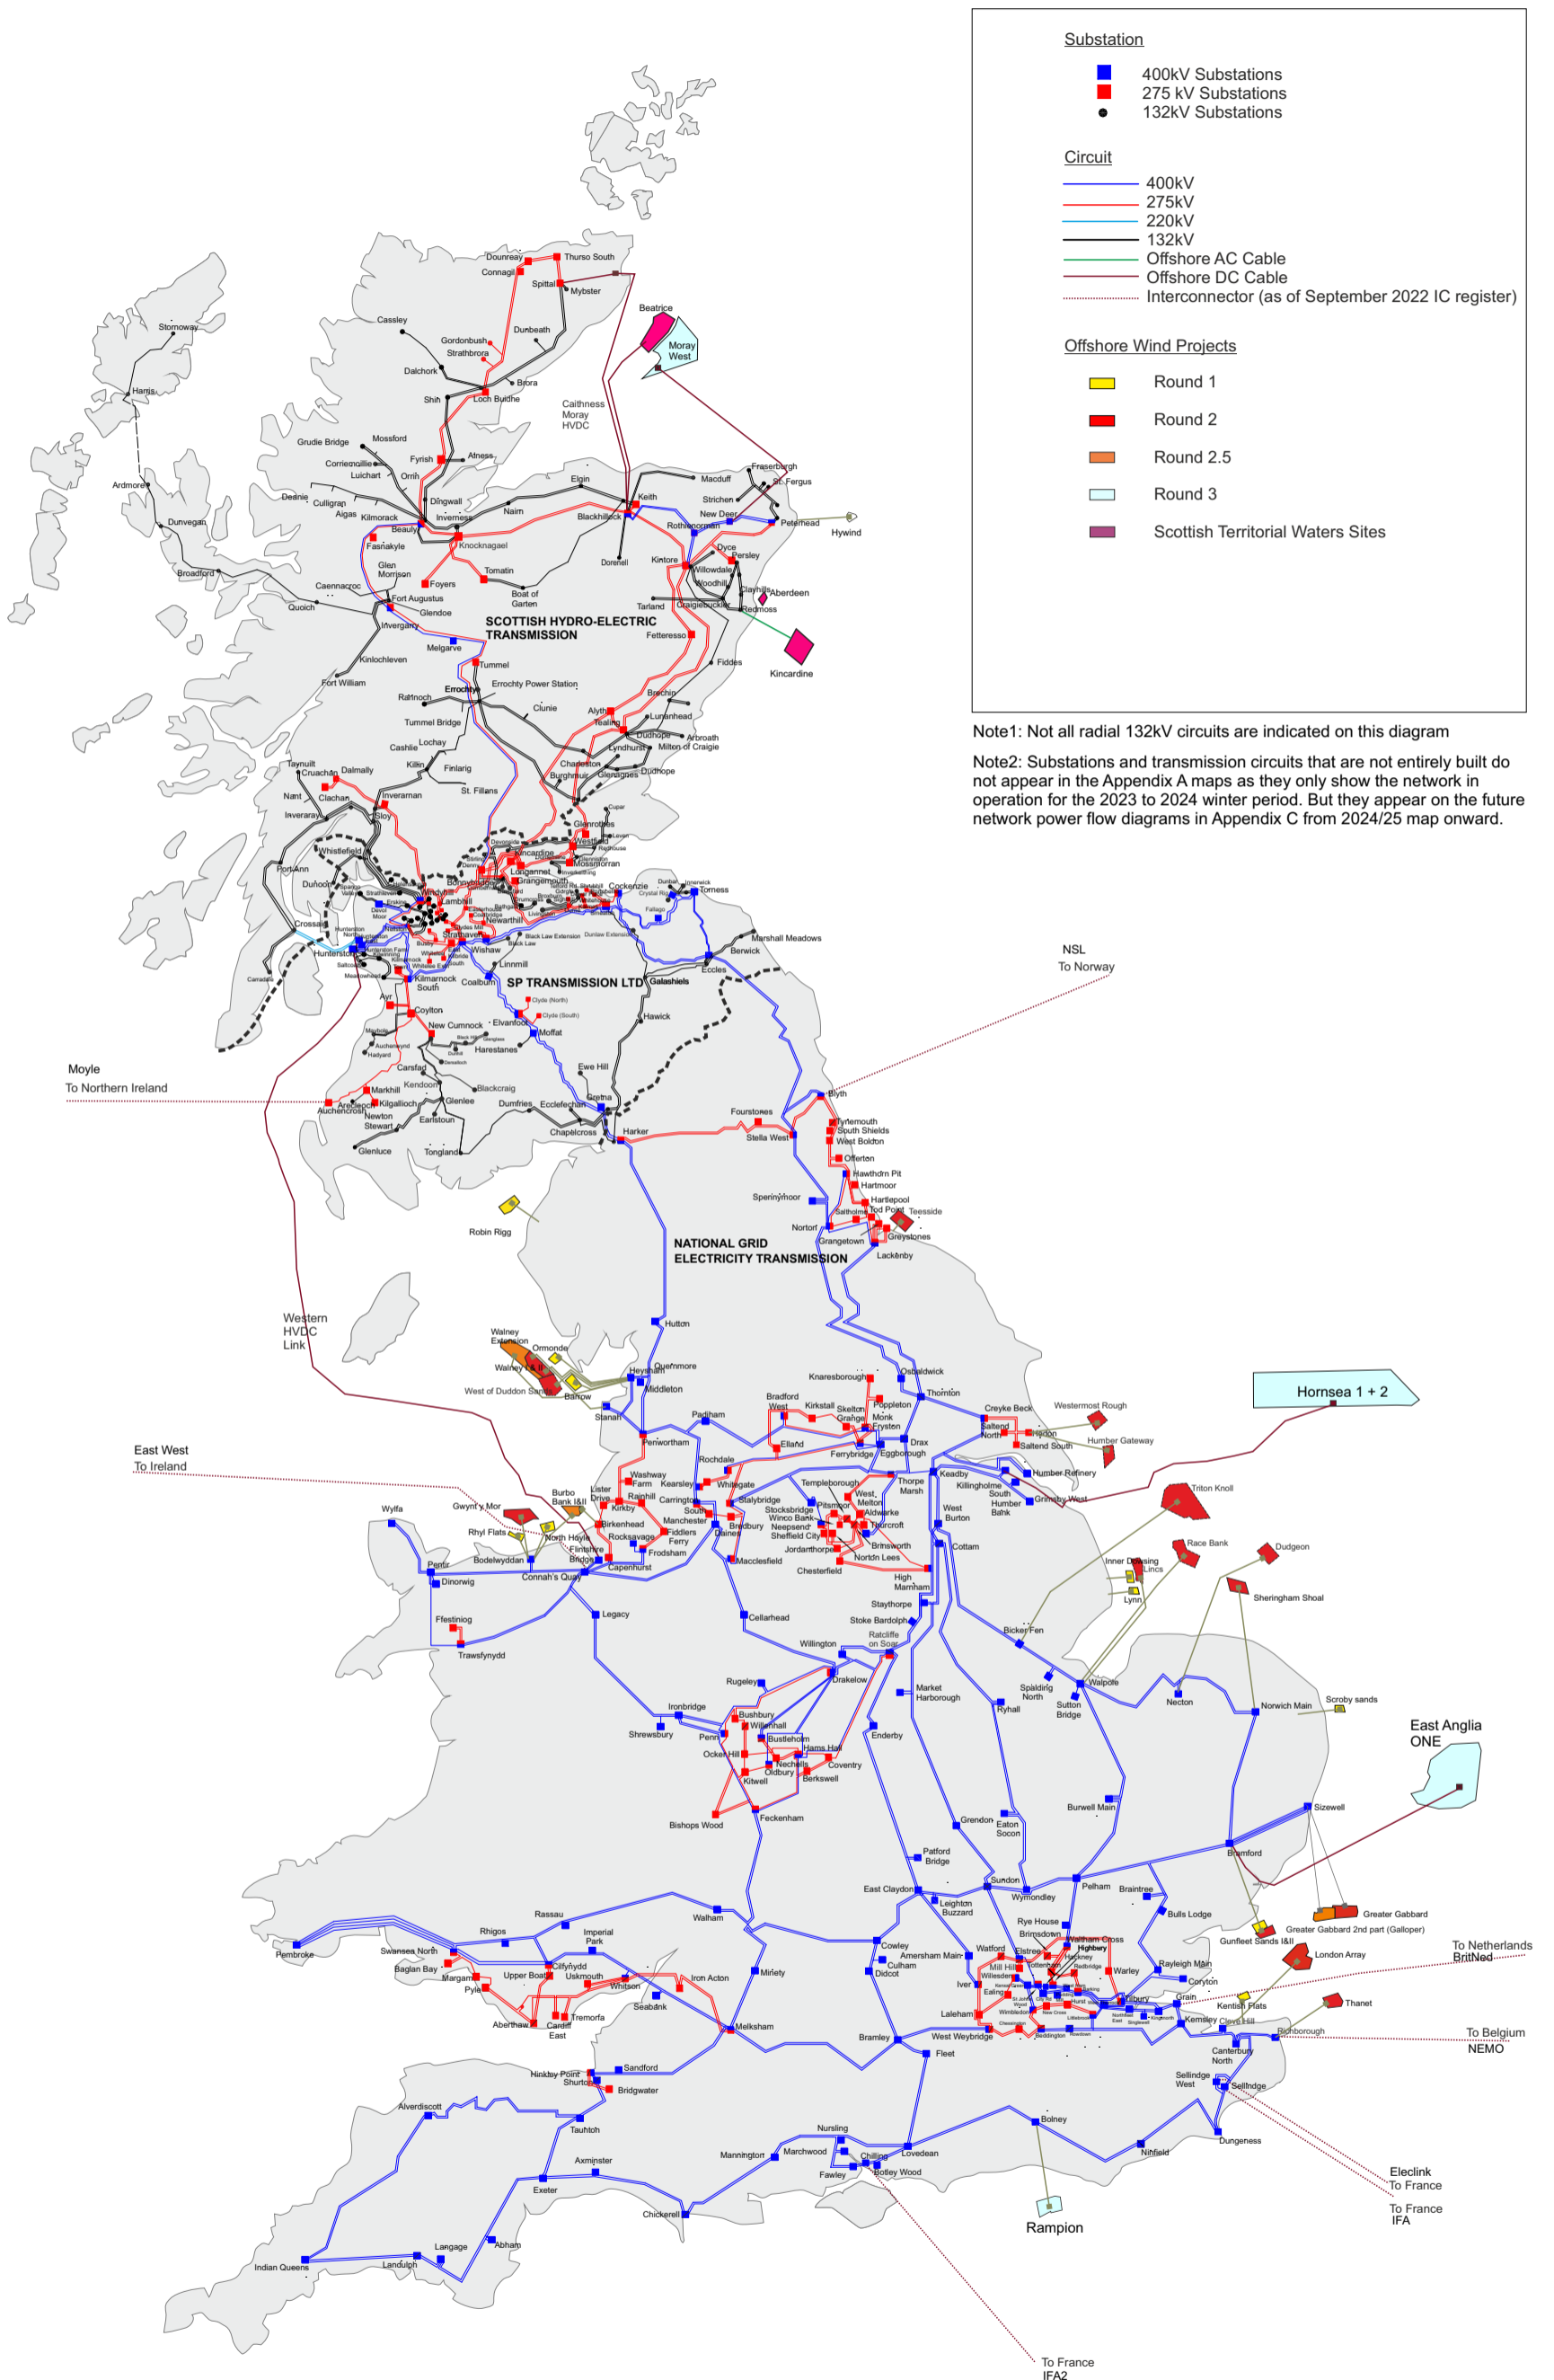 Substation
400kV Substations
275 kV Substations
132kV Substations
Circuit
400kV
275kV
220kV
132kV
Offshore AC Cable
Offshore DC Cable
Interconnector (as of September 2022 IC register)
Offshore Wind Projects
Round 1
Round 2
Round 2.5
Round 3
Scottish Territorial Waters Sites
Note1: Not all radial 132kV circuits are indicated on this diagram
Note2: Substations and transmission circuits that are not entirely built do
not appear in the Appendix A maps as they only show the network in
operation for the 2023 to 2024 winter period. But they appear on the future
network power flow diagrams in Appendix C from 2024/25 map onward.
Dounreay
Thurso South
Connagil
Spittal
Mybster
Stornoway
Cassley
Dunbeath
Beatrice
Gordonbush
Strathbrora
Moray
West
Dalchork
Brora
Harris
Shin
Loch Buidhe
Caithness
Moray
HVDC
Grudie Bridge
Mossford
Fyrish
Alness
Corriemoillie
Luichart
Orrin
Ardmore
Deanie
Culligran
Aigas
Dingwall
Elgin
Keith
Macduff
Fraserburgh
St. Fergus
Strichen
Kilmorack
Inverness
Nairn
Blackhillock
New Deer
Peterhead
Dunvegan
Beauly
Rothienorman
Hywind
Fasnakyle
Knocknagael
Dorenell
Dyce
Persley
Kintore
Willowdale
Broadford
Glen
Morrison
Foyers
Tomatin
Woodhill
Clayhills
Aberdeen
Quoich
Caennacroc
Fort Augustus
Boat of
Garten
Tarland
Craigiebuckler
Redmoss
Glendoe
SCOTTISH HYDRO-ELECTRIC
TRANSMISSION
Invergarry
Melgarve
Fetteresso
Kincardine
Kinlochleven
Tummel
Fiddes
Fort William
Errochty
Errochty Power Station
Rannoch
Clunie
Brechin
Tummel Bridge
Alyth
Tealing
Lunanhead
Dudhope
Arbroath
Lochay
Cashlie
Lyndhurst
Milton of Craigie
Taynuilt
Cruachan
Dalmally
Killin
Finlarig
Charleston
Glenagnes
Dudhope
Burghmuir
Nant
Clachan
St. Fillans
Inverarnan
Inveraray
Sloy
Cupar
Glenrothes
Leven
Westfield
Redhouse
Whistlefield
Kincardine
Mossmorran
Longannet
Port Ann
Dunoon
Bonnybridge
Grangemouth
Windyhill
Lambhill
Cockenzie
Dunbar
Innerwick
Torness
Crystal Rig
Devol
Moor
Fallago
Newarthill
Crossaig
Strathaven
Wishaw
Black Law Extension
Black Law
Dunlaw Extension
Marshall Meadows
Berwick
Hunterston
Linnmill
Eccles
Carradale
Kilmarnock
South
Coalburn
SP TRANSMISSION LTD
Galashiels
Ayr
Coylton
Clyde (North)
Clyde (South)
Hawick
New Cumnock
Elvanfoot
Moffat
Maybole
Auchenwynd
Hadyard
Harestanes
NSL
To Norway
Moyle
To Northern Ireland
Carsfad
Ewe Hill
Kendoon
Blackcraig
Markhill
Arecleoch
Kilgallioch
Auchencrosh
Glenlee
Dumfries
Ecclefechan
Gretna
Blyth
Newton
Stewart
Earlstoun
Chapelcross
Harker
Fourstones
Tynemouth
South Shields
West Boldon
Stella West
Glenluce
Tongland
Offerton
Hawthorn Pit
Hartmoor
Spennymoor
Hartlepool
Saltholme
Tod Point
Teesside
Norton
Robin Rigg
Grangetown
Greystones
Lackenby
NATIONAL GRID
ELECTRICITY TRANSMISSION
Western
HVDC
Link
Hutton
Walney
Extension
Ormonde
Walney I & II
Quernmore
Heysham
Middleton
West of Duddon Sands
Barrow
Stanah
Knaresborough
Osbaldwick
Thornton
Hornsea 1 + 2
Bradford
West
Kirkstall
Skelton
Grange
Poppleton
Monk
Fryston
Creyke Beck
Westermost Rough
Padiham
Saltend
North
Hedon
Penwortham
Elland
Drax
Saltend South
Humber Gateway
Ferrybridge
Eggborough
East West
To Ireland
Rochdale
Washway
Farm
Kearsley
Whitegate
Templeborough
Thorpe
Marsh
Keadby
Humber Refinery
Killingholme
South
Humber
Bank
Grimsby West
Triton Knoll
Wylfa
Gwynt y Mor
Burbo
Bank I&II
Lister
Drive
Rainhill
Kirkby
Carrington
South
Manchester
Stalybridge
Stocksbridge
Pitsmoor
West
Melton
Aldwarke
West
Burton
Winco Bank
Neepsend
Sheffield City
Thurcroft
Rhyl Flats
North Hoyle
Birkenhead
Rocksavage
Fiddlers
Ferry
Daines
Bredbury
Brinsworth
Cottam
Race Bank
Dudgeon
Bodelwyddan
Flintshire
Bridge
Frodsham
Capenhurst
Macclesfield
Jordanthorpe
Norton Lees
Chesterfield
Inner Dowsing
Lincs
Pentir
Connah's Quay
High
Marnham
Dinorwig
Lynn
Sheringham Shoal
Legacy
Cellarhead
Staythorpe
Stoke Bardolph
Ffestiniog
Ratcliffe
on Soar
Bicker Fen
Trawsfynydd
Willington
Rugeley
Drakelow
Market
Harborough
Spalding
North
Sutton
Bridge
Walpole
Necton
Norwich Main
Scroby sands
Ryhall
Ironbridge
Bushbury
Willenhall
Shrewsbury
Penn
Bustleholm
Enderby
East Anglia
ONE
Hams Hall
Ocker Hill
Nechells
Oldbury
Coventry
Kitwell
Berkswell
Bishops Wood
Feckenham
Grendon
Eaton
Socon
Burwell Main
Sizewell
Patford
Bridge
Bramford
East Claydon
Sundon
Wymondley
Pelham
Braintree
Leighton
Buzzard
Bulls Lodge
Greater Gabbard
Greater Gabbard 2nd part (Galloper)
Gunfleet Sands I&II
Walham
Rassau
Rhigos
Imperial
Park
Rye House
Brimsdown
Waltham Cross
Pembroke
Swansea North
Cowley
Culham
Didcot
Amersham Main
Watford
Elstree
Highbury
Hackney
Tottenham
Redbridge
Mill Hill
Willesden
Warley
Rayleigh Main
Coryton
London Array
To Netherlands
BritNed
Baglan Bay
Margam
Pyle
Cilfynydd
Upper Boat
Uskmouth
Whitson
Iron Acton
Minety
Seabank
Iver
Ealing
Tilbury
Grain
Kentish Flats
Thanet
Aberthaw
Cardiff
East
Tremorfa
Melksham
Laleham
Wimbledon
New Cross
Hurst
Littlebrook
Singlewell
Kingsnorth
Kemsley
Cleve Hill
Bramley
West Weybridge
Chessington
Beddington
Rowdown
Canterbury
North
Richborough
To Belgium
NEMO
Fleet
Hinkley Point
Sandford
Shurton
Bridgwater
Sellindge
West
Sellindge
Alverdiscott
Taunton
Nursling
Bolney
Ninfield
Dungeness
Axminster
Mannington
Marchwood
Chilling
Lovedean
Fawley
Botley Wood
Exeter
Chickerell
Eleclink
To France
To France
IFA
Rampion
Abham
Langage
Landulph
Indian Queens
To France
IFA2